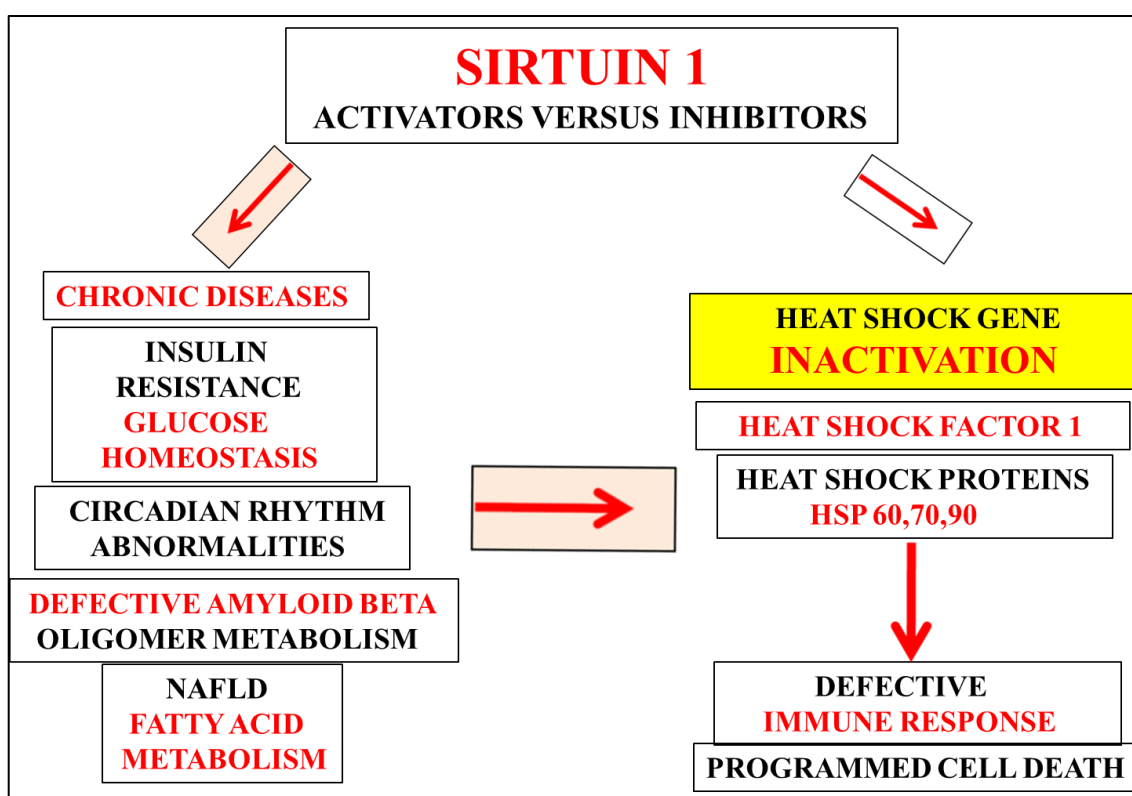 SIRTUIN 1
ACTIVATORS VERSUS INHIBITORS
CHRONIC DISEASES
INSULIN
RESISTANCE
GLUCOSE
HOMEOSTASIS
CIRCADIAN RHYTHM
ABNORMALITIES
DEFECTIVE AMYLOID BETA
OLIGOMER METABOLISM
NAFLD
FATTY ACID
METABOLISM
HEAT SHOCK GENE
INACTIVATION
HEAT SHOCK FACTOR 1
HEAT SHOCK PROTEINS
HSP 60,70,90
DEFECTIVE
IMMUNE RESPONSE
PROGRAMMED CELL DEATH